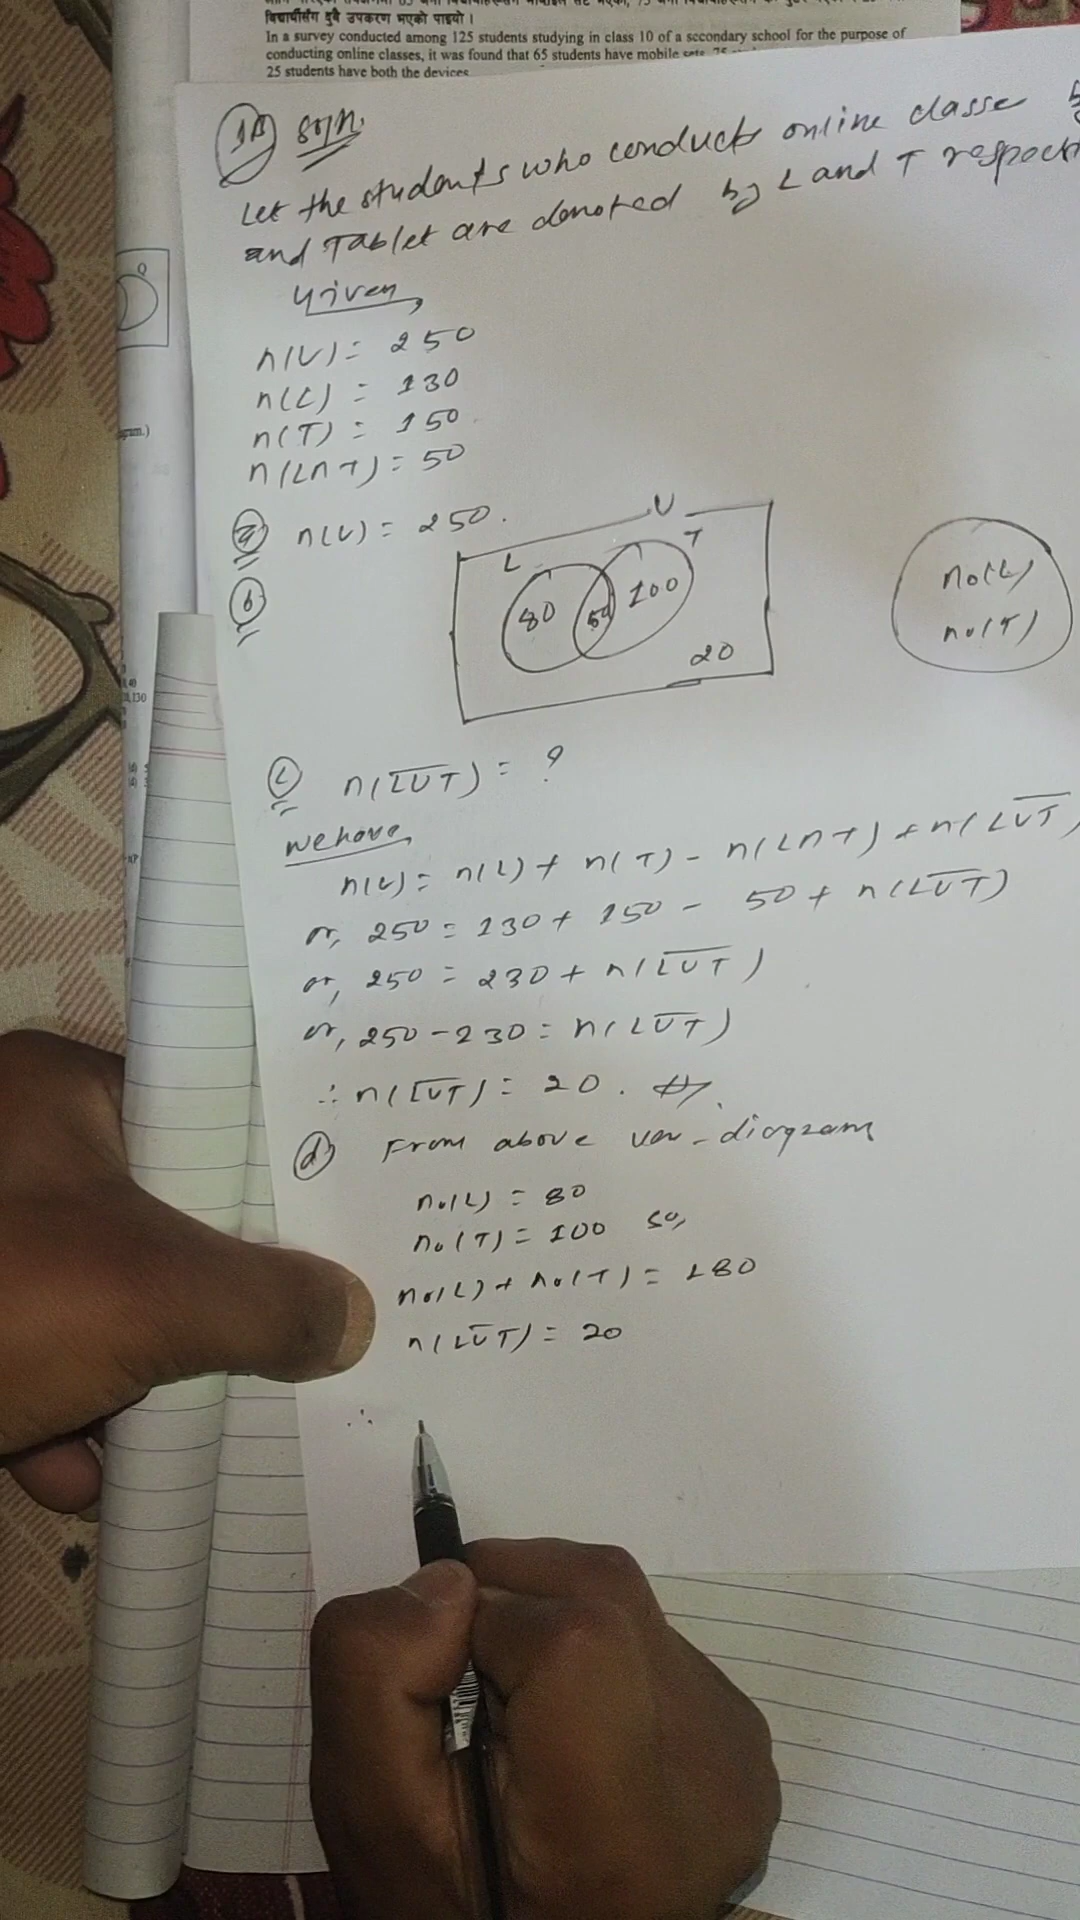 विद्यार्थीसँग दुवै उपकरण भएको पाइयो ।
In a survey conducted among 125 students studying in class 10 of a secondary school for the purpose of
conducting online classes, it was found that 65 students have mobile sets, 75
25 students have both the devices
Soln.
Let the students who conducts online classe
and Tablet are denoted by L and T respecti
Given,
n(U) = 250
n(L) = 130
n(T) = 150
n(L∩T) = 50
(a) n(U) = 250.
(b)
U
L T
80 50 100
20
no(L)
no(T)
Q
gram.)
(c) n(L∪T)‾ = ?
We have,
n(U) = n(L) + n(T) - n(L∩T) + n(L∪T)‾
or, 250 = 130 + 150 - 50 + n(L∪T)‾
or, 250 = 230 + n(L∪T)‾
or, 250 - 230 = n(L∪T)‾
∴ n(L∪T)‾ = 20.
(d) From above ven-diagram
no(L) = 80
no(T) = 100 so,
no(L) + no(T) = 180
n(L∪T)‾ = 20
∴